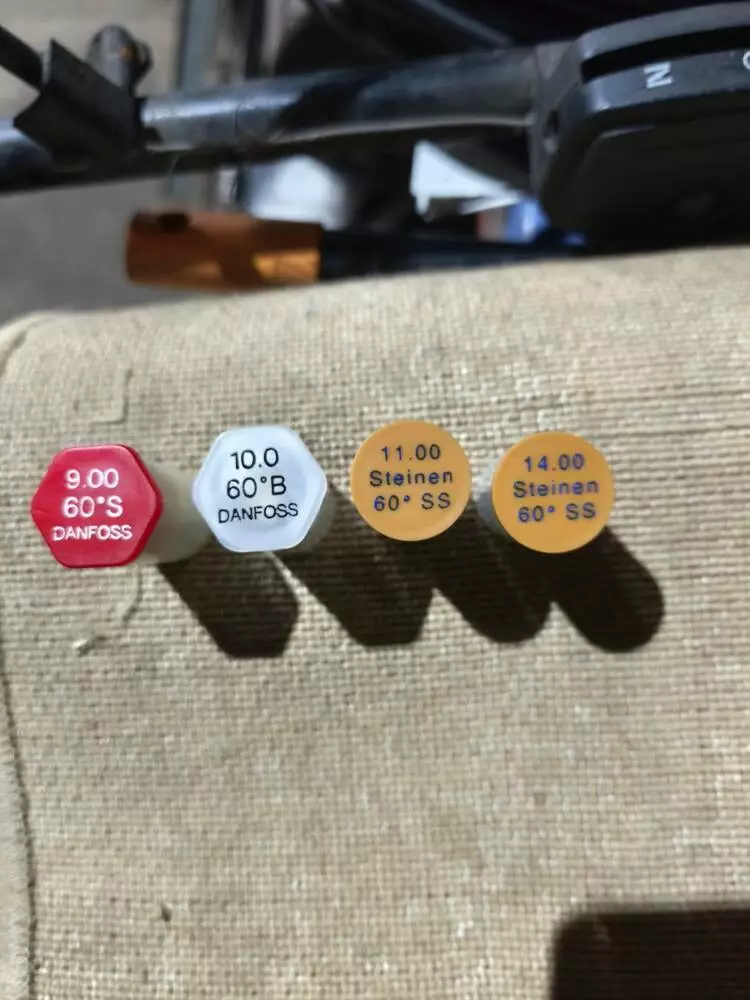 N
9.00
60°S
DANFOSS
10.0
60°B
DANFOSS
11.00
Steinen
60° SS
14.00
Steinen
60° SS